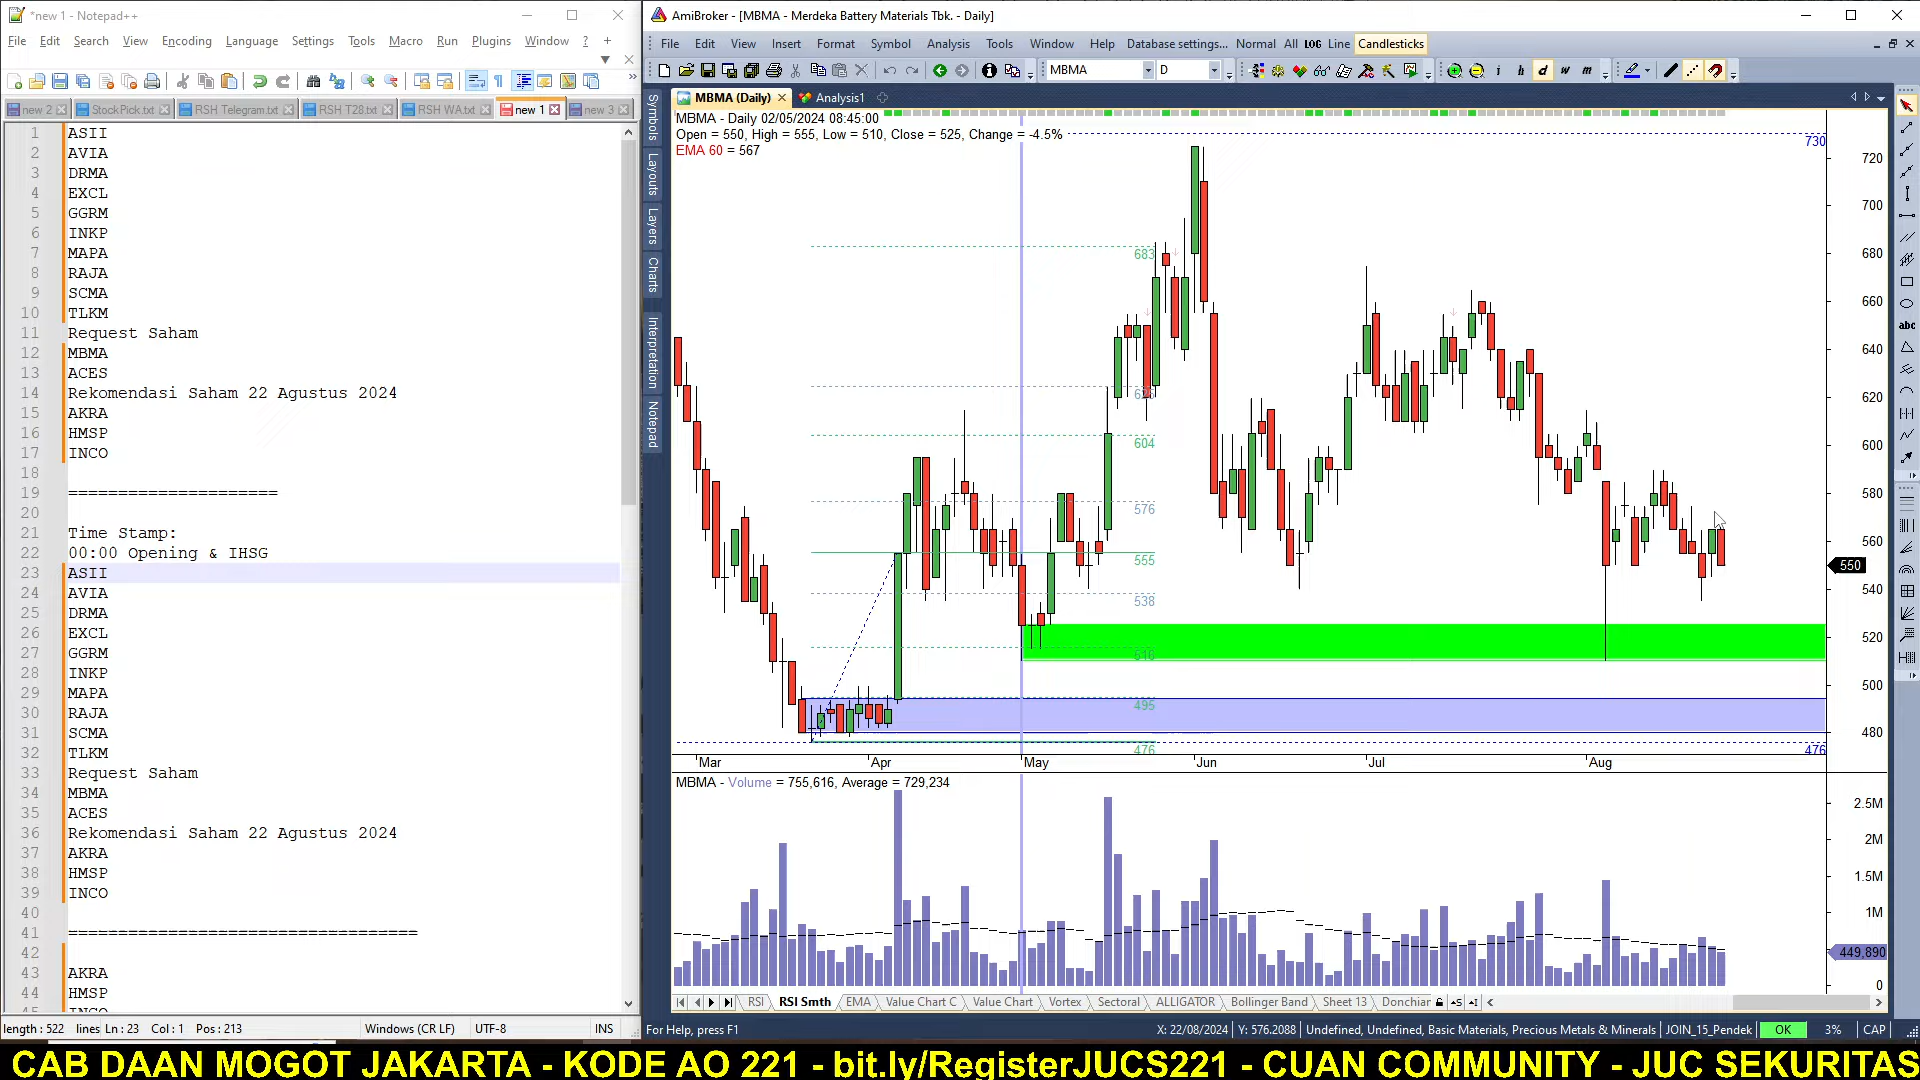 *new 1 - Notepad++
File Edit Search View Encoding Language Settings Tools Macro Run Plugins Window ? +
new 2 StockPick.txt RSH Telegram.txt RSH T28.txt RSH WA.txt new 1 new 3
1 ASII
2 AVIA
3 DRMA
4 EXCL
5 GGRM
6 INKP
7 MAPA
8 RAJA
9 SCMA
10 TLKM
11 Request Saham
12 MBMA
13 ACES
14 Rekomendasi Saham 22 Agustus 2024
15 AKRA
16 HMSP
17 INCO
18
19 =====================
20
21 Time Stamp:
22 00:00 Opening & IHSG
23 ASII
24 AVIA
25 DRMA
26 EXCL
27 GGRM
28 INKP
29 MAPA
30 RAJA
31 SCMA
32 TLKM
33 Request Saham
34 MBMA
35 ACES
36 Rekomendasi Saham 22 Agustus 2024
37 AKRA
38 HMSP
39 INCO
40
41 ===================================
42
43 AKRA
44 HMSP
length : 522 lines Ln : 23 Col : 1 Pos : 213 Windows (CR LF) UTF-8 INS
AmiBroker - [MBMA - Merdeka Battery Materials Tbk. - Daily]
File Edit View Insert Format Symbol Analysis Tools Window Help Database settings... Normal All LOG Line Candlesticks
MBMA D i h d w m
MBMA (Daily) Analysis1
Symbols
Layouts
Layers
Charts
Interpretation
Notepad
abc
MBMA - Daily 02/05/2024 08:45:00
Open = 550, High = 555, Low = 510, Close = 525, Change = -4.5%
EMA 60 = 567
730
720
700
680
660
640
620
600
580
560
550
540
520
500
480
476
683
604
576
555
538
516
495
476
Mar Apr May Jun Jul Aug
MBMA - Volume = 755,616, Average = 729,234
2.5M
2M
1.5M
1M
449,890
0
RSI RSI Smth EMA Value Chart C Value Chart Vortex Sectoral ALLIGATOR Bollinger Band Sheet 13 Donchian
For Help, press F1 X: 22/08/2024 Y: 576.2088 Undefined, Undefined, Basic Materials, Precious Metals & Minerals JOIN_15_Pendek OK 3% CAP
CAB DAAN MOGOT JAKARTA - KODE AO 221 - bit.ly/RegisterJUCS221 - CUAN COMMUNITY - JUC SEKURITAS